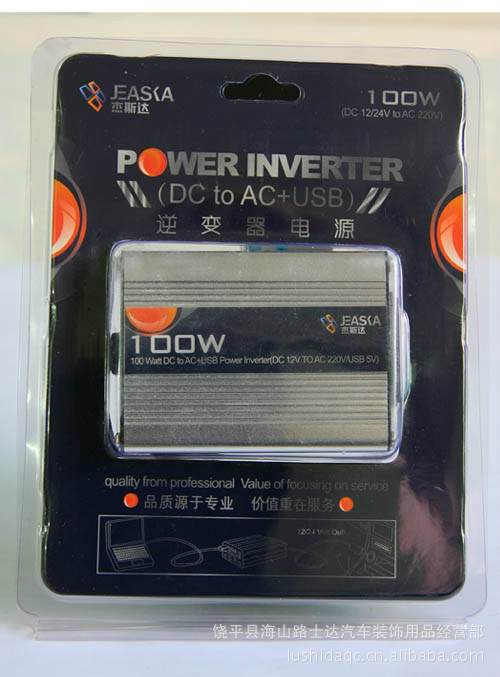 JEASKA
杰斯达
100W
(DC 12/24V to AC 220V)
POWER INVERTER
(DC to AC+USB)
逆变器电源
JEASKA
杰斯达
100W
100 Watt DC to AC+USB Power Inverter(DC 12V TO AC 220V/USB 5V)
quality from professional Value of focusing on service
品质源于专业 价值重在服务
12/24 Volt Out
饶平县海山路士达汽车装饰用品经营部
lushidaqc.cn.alibaba.com